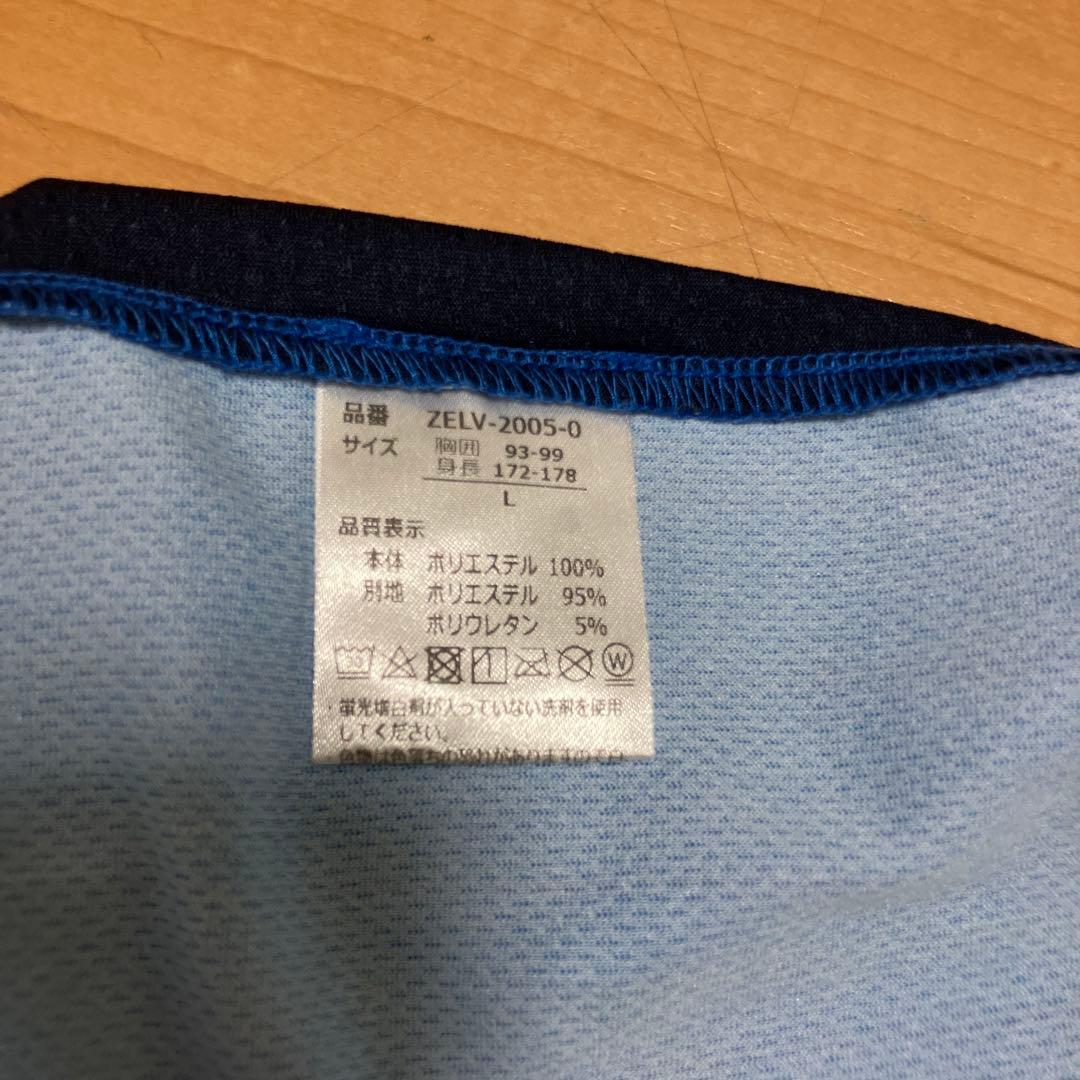 品番 ZELV-2005-0
サイズ 胸囲 93-99
身長 172-178
L
品質表示
本体 ポリエステル 100%
別地 ポリエステル 95%
ポリウレタン 5%
W
・蛍光増白剤が入っていない洗剤を使用
してください。